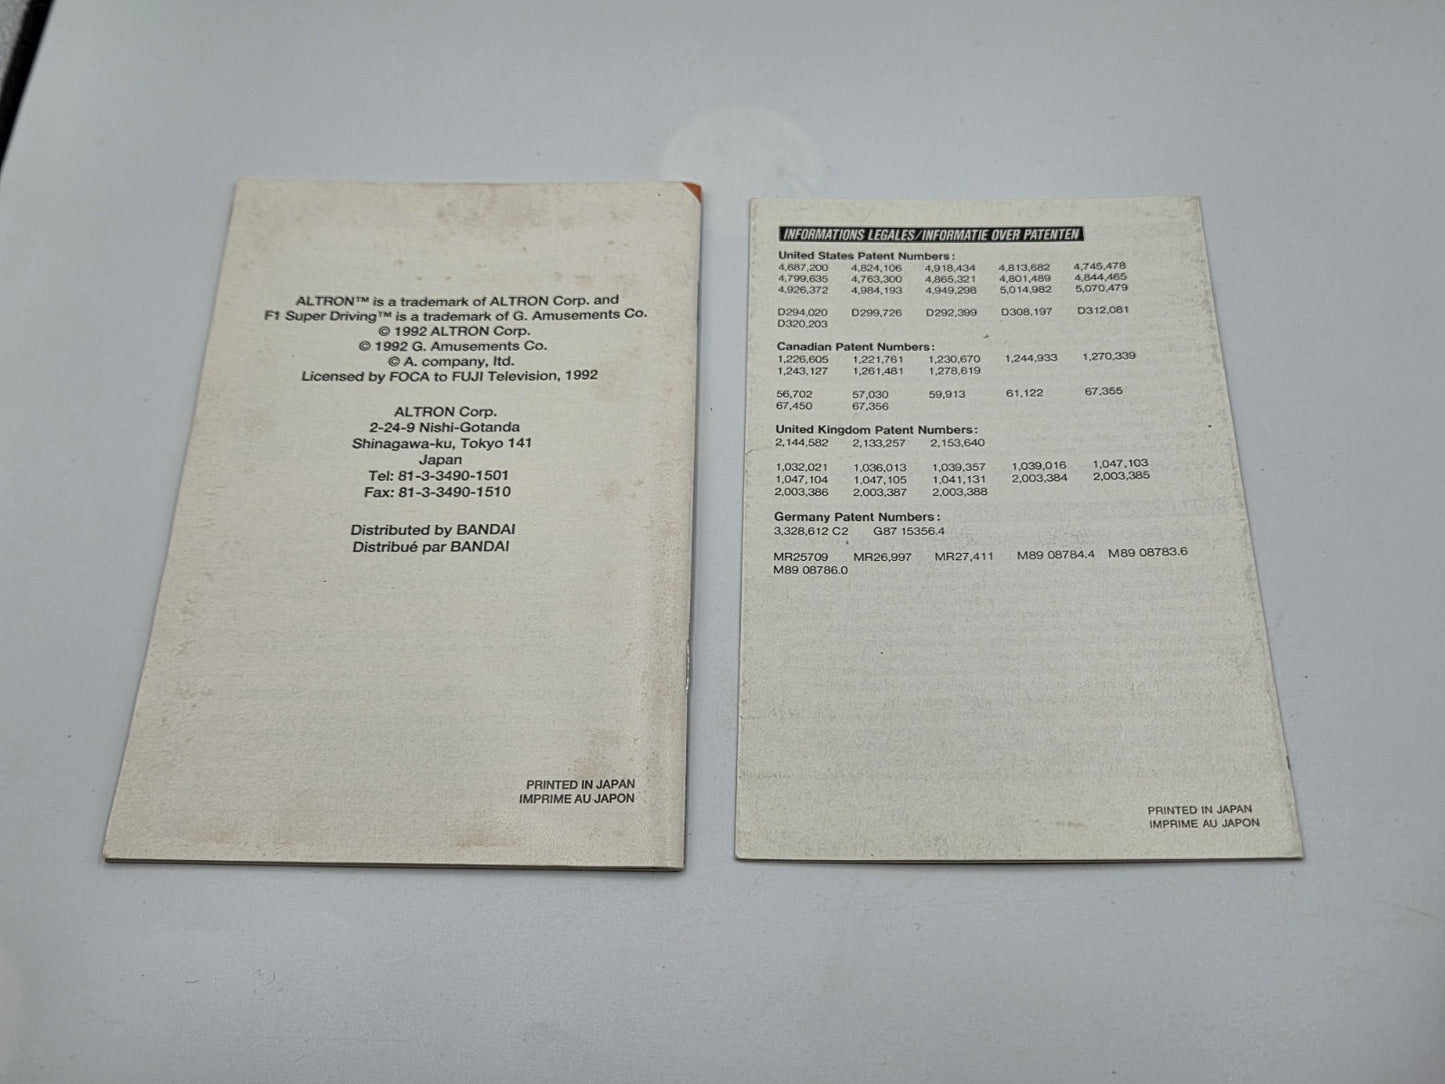 ALTRON™ is a trademark of ALTRON Corp. and
F1 Super Driving™ is a trademark of G. Amusements Co.
© 1992 ALTRON Corp.
© 1992 G. Amusements Co.
© A. company, ltd.
Licensed by FOCA to FUJI Television, 1992
ALTRON Corp.
2-24-9 Nishi-Gotanda
Shinagawa-ku, Tokyo 141
Japan
Tel: 81-3-3490-1501
Fax: 81-3-3490-1510
Distributed by BANDAI
Distribué par BANDAI
PRINTED IN JAPAN
IMPRIME AU JAPON
INFORMATIONS LEGALES/INFORMATIE OVER PATENTEN
United States Patent Numbers:
4,687,200 4,824,106 4,918,434 4,813,682 4,745,478
4,799,635 4,763,300 4,865,321 4,801,489 4,844,465
4,926,372 4,984,193 4,949,298 5,014,982 5,070,479
D294,020 D299,726 D292,399 D308,197 D312,081
D320,203
Canadian Patent Numbers:
1,226,605 1,221,761 1,230,670 1,244,933 1,270,339
1,243,127 1,261,481 1,278,619
56,702 57,030 59,913 61,122 67,355
67,450 67,356
United Kingdom Patent Numbers:
2,144,582 2,133,257 2,153,640
1,032,021 1,036,013 1,039,357 1,039,016 1,047,103
1,047,104 1,047,105 1,041,131 2,003,384 2,003,385
2,003,386 2,003,387 2,003,388
Germany Patent Numbers:
3,328,612 C2 G87 15356.4
MR25709 MR26,997 MR27,411 M89 08784.4 M89 08783.6
M89 08786.0
PRINTED IN JAPAN
IMPRIME AU JAPON